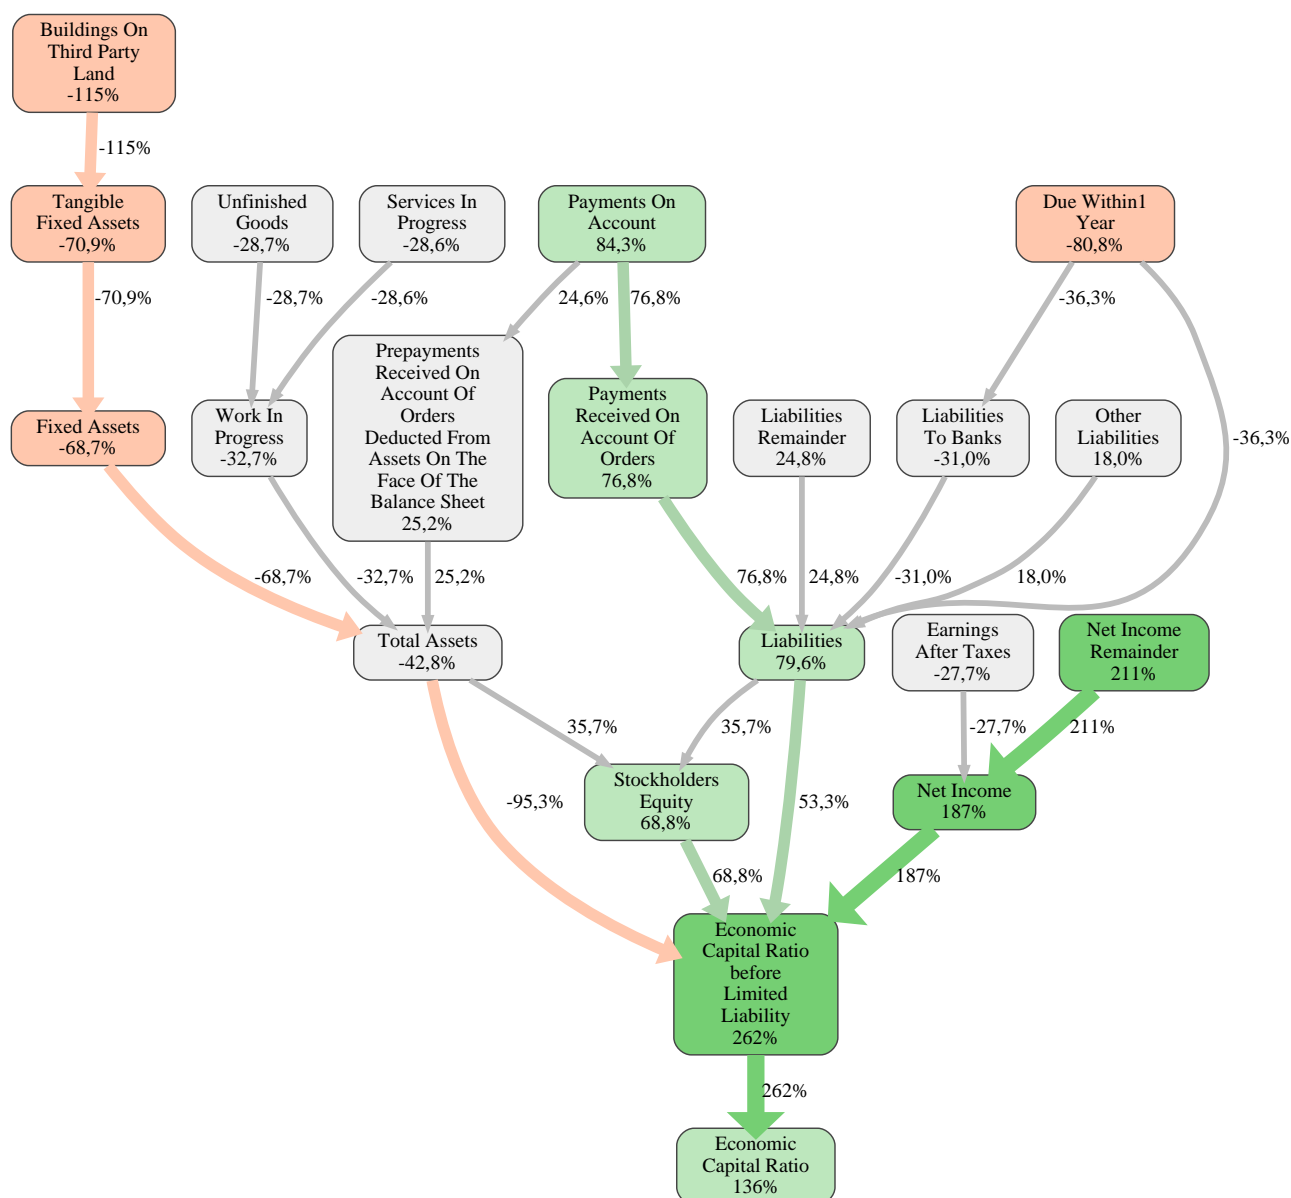 Buildings On
Third Party
Land
-115%
-115%
Tangible
Fixed Assets
-70,9%
Unfinished
Goods
-28,7%
Services In
Progress
-28,6%
Payments On
Account
84,3%
Due Within1
Year
-80,8%
-70,9%
-28,7%
-28,6%
24,6%
76,8%
-36,3%
Prepayments
Received On
Account Of
Orders
Deducted From
Assets On The
Face Of The
Balance Sheet
25,2%
Fixed Assets
-68,7%
Work In
Progress
-32,7%
Payments
Received On
Account Of
Orders
76,8%
Liabilities
Remainder
24,8%
Liabilities
To Banks
-31,0%
Other
Liabilities
18,0%
-36,3%
-68,7%
-32,7%
25,2%
76,8%
24,8%
-31,0%
18,0%
Total Assets
-42,8%
Liabilities
79,6%
Earnings
After Taxes
-27,7%
Net Income
Remainder
211%
35,7%
35,7%
-27,7%
211%
Stockholders
Equity
68,8%
-95,3%
53,3%
Net Income
187%
68,8%
187%
Economic
Capital Ratio
before
Limited
Liability
262%
262%
Economic
Capital Ratio
136%